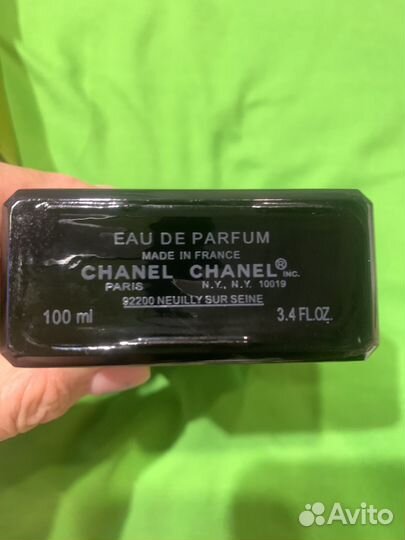 EAU DE PARFUM
MADE IN FRANCE
CHANEL CHANEL® INC.
PARIS N.Y., N.Y. 10019
92200 NEUILLY SUR SEINE
100 ml 3.4 FL.OZ.
Avito